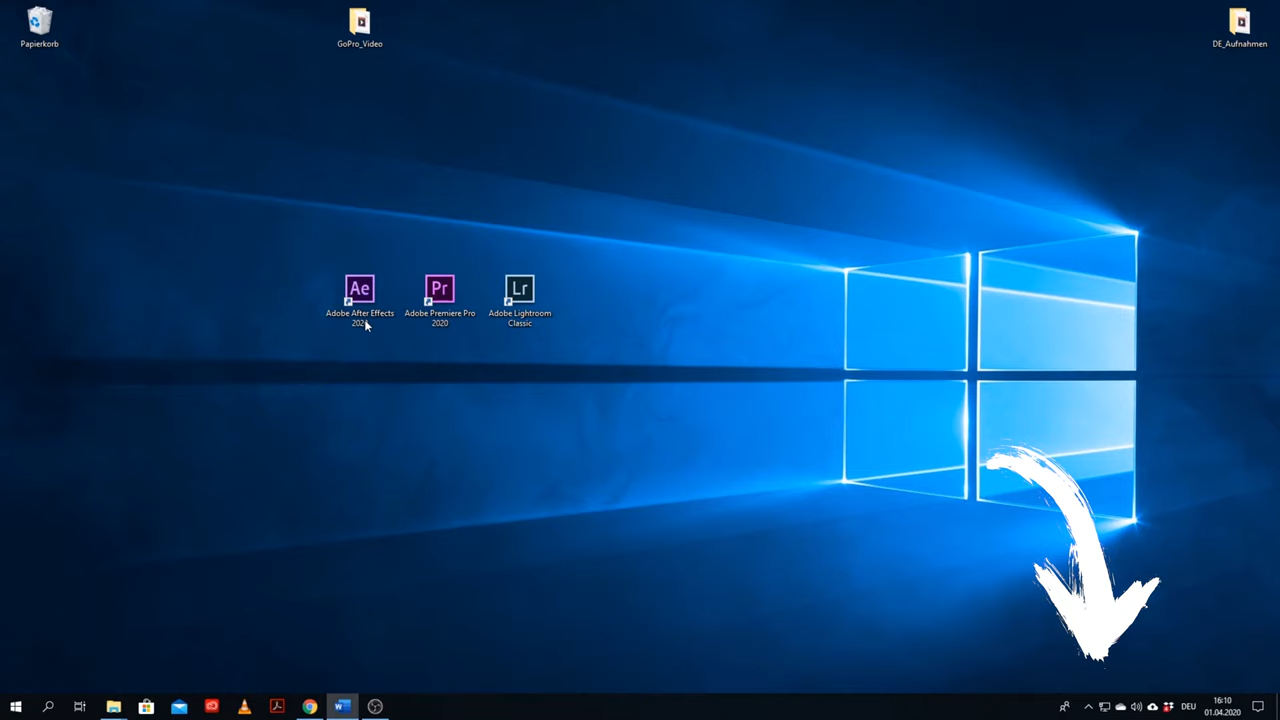 Papierkorb
GoPro_Video
DE_Aufnahmen
Ae
Pr
Lr
Adobe After Effects
Adobe Premiere Pro
2020
Adobe Lightroom
Classic
W
DEU
16:10
01.04.2020